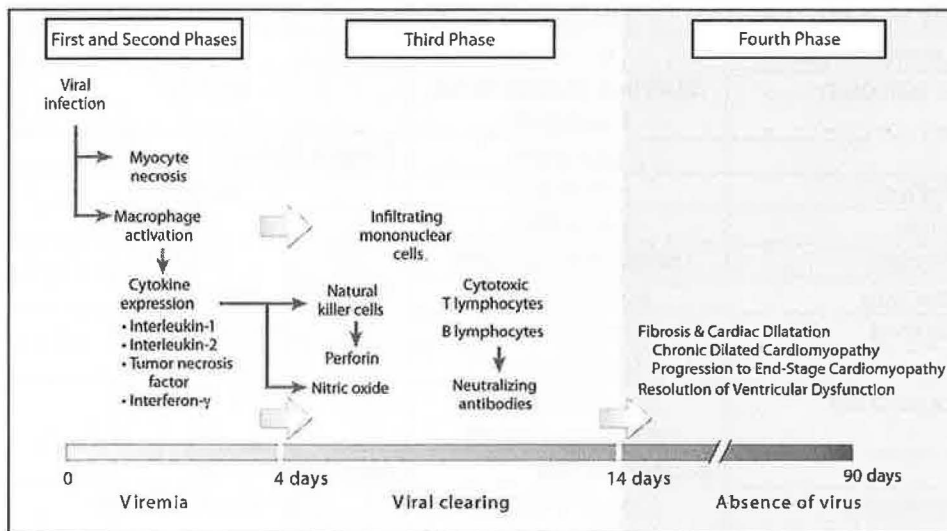 First and Second Phases
Third Phase
Fourth Phase
Viral
infection
Myocyte
necrosis
Macrophage
activation
Cytokine
expression
• Interleukin-1
• Interleukin-2
• Tumor necrosis
factor
• Interferon-γ
Infiltrating
mononuclear
cells
Natural
killer cells
Perforin
Nitric oxide
Cytotoxic
T lymphocytes
B lymphocytes
Neutralizing
antibodies
Fibrosis & Cardiac Dilatation
Chronic Dilated Cardiomyopathy
Progression to End-Stage Cardiomyopathy
Resolution of Ventricular Dysfunction
0
4 days
14 days
90 days
Viremia
Viral clearing
Absence of virus